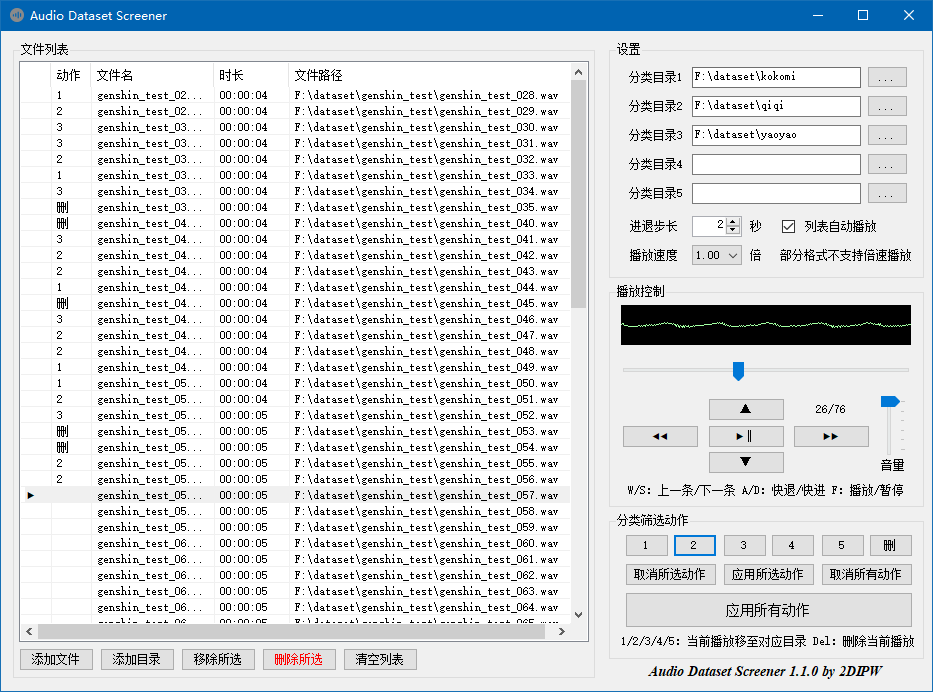 Audio Dataset Screener
文件列表
动作 文件名 时长 文件路径
1 genshin_test_02... 00:00:04 F:\dataset\genshin_test\genshin_test_028.wav
2 genshin_test_02... 00:00:04 F:\dataset\genshin_test\genshin_test_029.wav
3 genshin_test_03... 00:00:04 F:\dataset\genshin_test\genshin_test_030.wav
3 genshin_test_03... 00:00:04 F:\dataset\genshin_test\genshin_test_031.wav
2 genshin_test_03... 00:00:04 F:\dataset\genshin_test\genshin_test_032.wav
1 genshin_test_03... 00:00:04 F:\dataset\genshin_test\genshin_test_033.wav
3 genshin_test_03... 00:00:04 F:\dataset\genshin_test\genshin_test_034.wav
删 genshin_test_03... 00:00:04 F:\dataset\genshin_test\genshin_test_035.wav
删 genshin_test_04... 00:00:04 F:\dataset\genshin_test\genshin_test_040.wav
3 genshin_test_04... 00:00:04 F:\dataset\genshin_test\genshin_test_041.wav
2 genshin_test_04... 00:00:04 F:\dataset\genshin_test\genshin_test_042.wav
2 genshin_test_04... 00:00:04 F:\dataset\genshin_test\genshin_test_043.wav
1 genshin_test_04... 00:00:04 F:\dataset\genshin_test\genshin_test_044.wav
删 genshin_test_04... 00:00:04 F:\dataset\genshin_test\genshin_test_045.wav
3 genshin_test_04... 00:00:04 F:\dataset\genshin_test\genshin_test_046.wav
2 genshin_test_04... 00:00:04 F:\dataset\genshin_test\genshin_test_047.wav
2 genshin_test_04... 00:00:04 F:\dataset\genshin_test\genshin_test_048.wav
1 genshin_test_04... 00:00:04 F:\dataset\genshin_test\genshin_test_049.wav
1 genshin_test_05... 00:00:04 F:\dataset\genshin_test\genshin_test_050.wav
2 genshin_test_05... 00:00:04 F:\dataset\genshin_test\genshin_test_051.wav
3 genshin_test_05... 00:00:05 F:\dataset\genshin_test\genshin_test_052.wav
删 genshin_test_05... 00:00:05 F:\dataset\genshin_test\genshin_test_053.wav
删 genshin_test_05... 00:00:05 F:\dataset\genshin_test\genshin_test_054.wav
2 genshin_test_05... 00:00:05 F:\dataset\genshin_test\genshin_test_055.wav
2 genshin_test_05... 00:00:05 F:\dataset\genshin_test\genshin_test_056.wav
genshin_test_05... 00:00:05 F:\dataset\genshin_test\genshin_test_057.wav
genshin_test_05... 00:00:05 F:\dataset\genshin_test\genshin_test_058.wav
genshin_test_05... 00:00:05 F:\dataset\genshin_test\genshin_test_059.wav
genshin_test_06... 00:00:05 F:\dataset\genshin_test\genshin_test_060.wav
genshin_test_06... 00:00:05 F:\dataset\genshin_test\genshin_test_061.wav
genshin_test_06... 00:00:05 F:\dataset\genshin_test\genshin_test_062.wav
genshin_test_06... 00:00:05 F:\dataset\genshin_test\genshin_test_063.wav
genshin_test_06... 00:00:05 F:\dataset\genshin_test\genshin_test_064.wav
添加文件 添加目录 移除所选 删除所选 清空列表
设置
分类目录1 F:\dataset\kokomi ...
分类目录2 F:\dataset\qiqi ...
分类目录3 F:\dataset\yaoyao ...
分类目录4 ...
分类目录5 ...
进退步长 2 秒 列表自动播放
播放速度 1.00 倍 部分格式不支持倍速播放
播放控制
26/76
音量
W/S: 上一条/下一条 A/D: 快退/快进 F: 播放/暂停
分类筛选动作
1 2 3 4 5 删
取消所选动作 应用所选动作 取消所有动作
应用所有动作
1/2/3/4/5: 当前播放移至对应目录 Del: 删除当前播放
Audio Dataset Screener 1.1.0 by 2DIPW